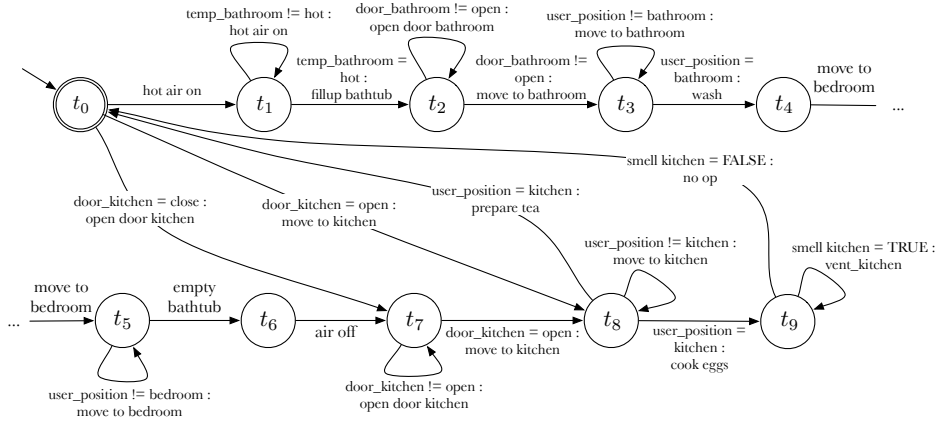 temp_bathroom != hot :
hot air on
door_bathroom != open :
open door bathroom
user_position != bathroom :
move to bathroom
t0
hot air on
t1
temp_bathroom =
hot :
fillup bathtub
t2
door_bathroom !=
open :
move to bathroom
t3
user_position =
bathroom :
wash
t4
move to
bedroom
...
smell kitchen = FALSE :
no op
door_kitchen = close :
open door kitchen
door_kitchen = open :
move to kitchen
user_position = kitchen :
prepare tea
user_position != kitchen :
move to kitchen
smell kitchen = TRUE :
vent_kitchen
...
move to
bedroom
t5
empty
bathtub
t6
air off
t7
door_kitchen = open :
move to kitchen
t8
user_position =
kitchen :
cook eggs
t9
user_position != bedroom :
move to bedroom
door_kitchen != open :
open door kitchen